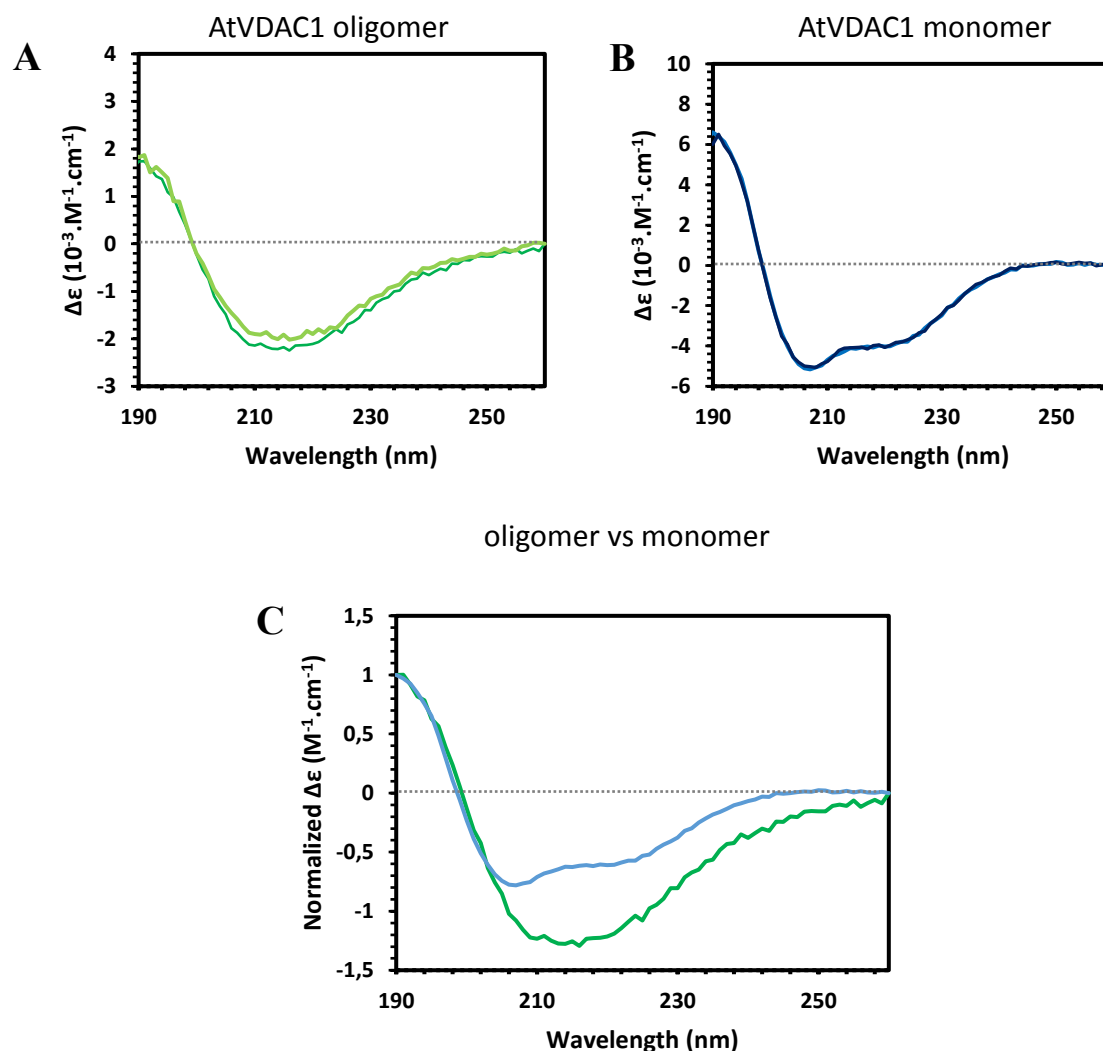 AtVDAC1 oligomer
A
4
3
2
1
0
-1
-2
-3
190 210 230 250
Δε (10⁻³.M⁻¹.cm⁻¹)
Wavelength (nm)
AtVDAC1 monomer
B
10
8
6
4
2
0
-2
-4
-6
190 210 230 250
Δε (10⁻³.M⁻¹.cm⁻¹)
Wavelength (nm)
oligomer vs monomer
C
1,5
1
0,5
0
-0,5
-1
-1,5
190 210 230 250
Normalized Δε (M⁻¹.cm⁻¹)
Wavelength (nm)